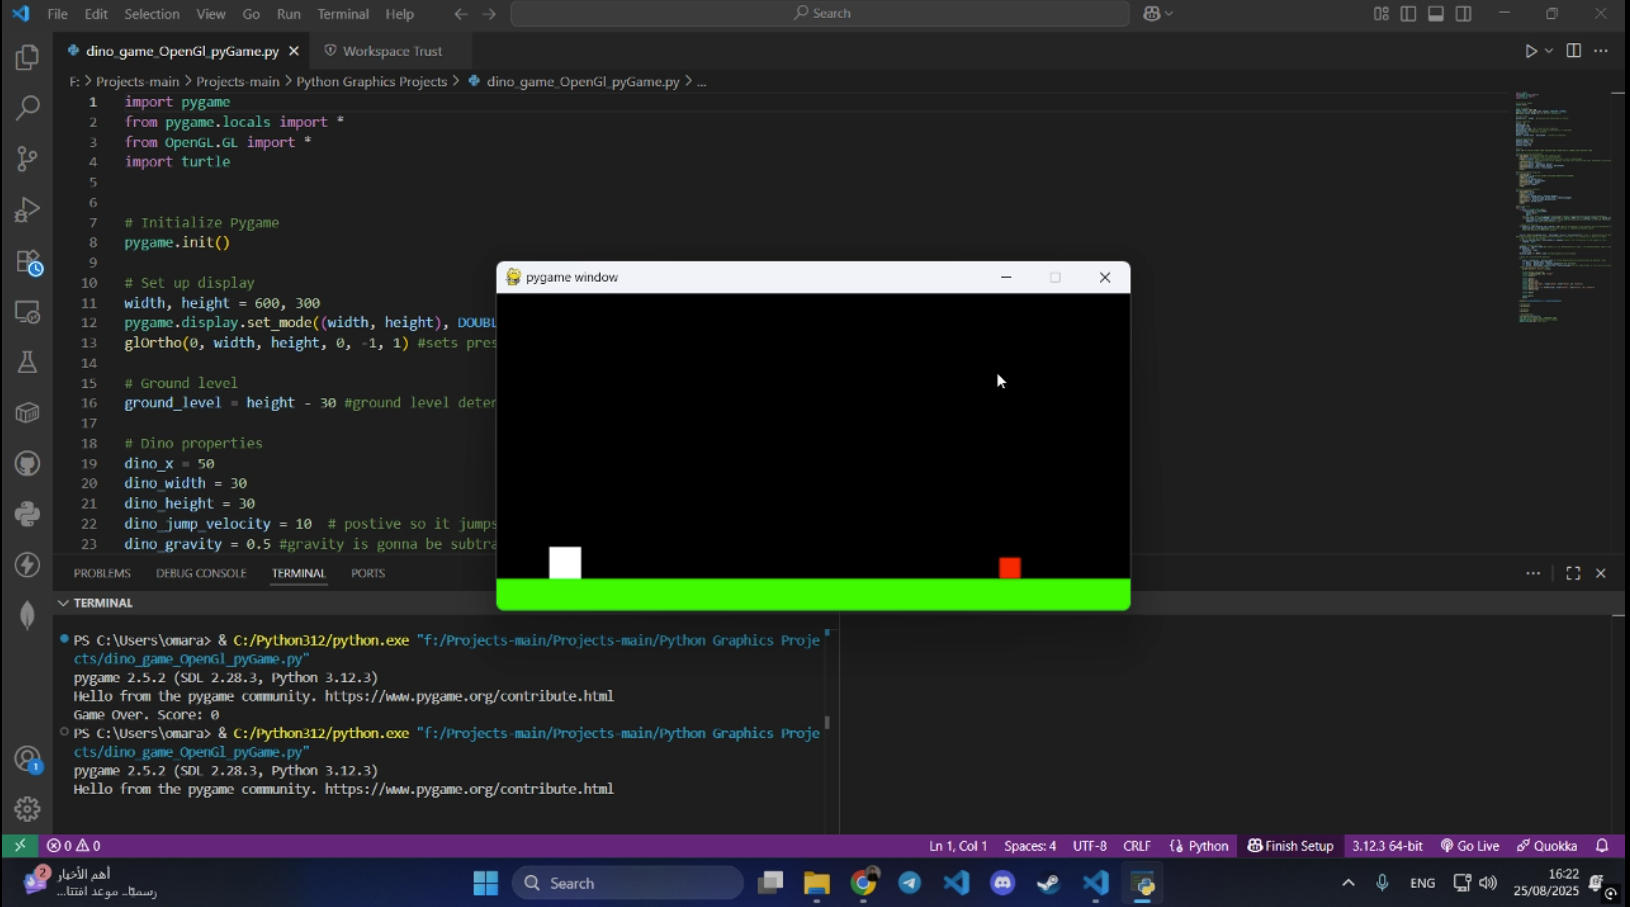 File Edit Selection View Go Run Terminal Help
Search
dino_game_OpenGl_pyGame.py Workspace Trust
F: > Projects-main > Projects-main > Python Graphics Projects > dino_game_OpenGl_pyGame.py > ...
1 import pygame
2 from pygame.locals import *
3 from OpenGL.GL import *
4 import turtle
5
6
7 # Initialize Pygame
8 pygame.init()
9
10 # Set up display
11 width, height = 600, 300
12 pygame.display.set_mode((width, height), DOUBL
13 glOrtho(0, width, height, 0, -1, 1) #sets pres
14
15 # Ground level
16 ground_level = height - 30 #ground level deter
17
18 # Dino properties
19 dino_x = 50
20 dino_width = 30
21 dino_height = 30
22 dino_jump_velocity = 10 # postive so it jumps
23 dino_gravity = 0.5 #gravity is gonna be subtra
pygame window
PROBLEMS DEBUG CONSOLE TERMINAL PORTS
TERMINAL
PS C:\Users\omara> & C:/Python312/python.exe "f:/Projects-main/Projects-main/Python Graphics Proje
cts/dino_game_OpenGl_pyGame.py"
pygame 2.5.2 (SDL 2.28.3, Python 3.12.3)
Hello from the pygame community. https://www.pygame.org/contribute.html
Game Over. Score: 0
PS C:\Users\omara> & C:/Python312/python.exe "f:/Projects-main/Projects-main/Python Graphics Proje
cts/dino_game_OpenGl_pyGame.py"
pygame 2.5.2 (SDL 2.28.3, Python 3.12.3)
Hello from the pygame community. https://www.pygame.org/contribute.html
1
0 0 Ln 1, Col 1 Spaces: 4 UTF-8 CRLF Python Finish Setup 3.12.3 64-bit Go Live Quokka
2
أهم الأخبار
رسميًا.. موعد افتتا...
Search
ENG
16:22
25/08/2025